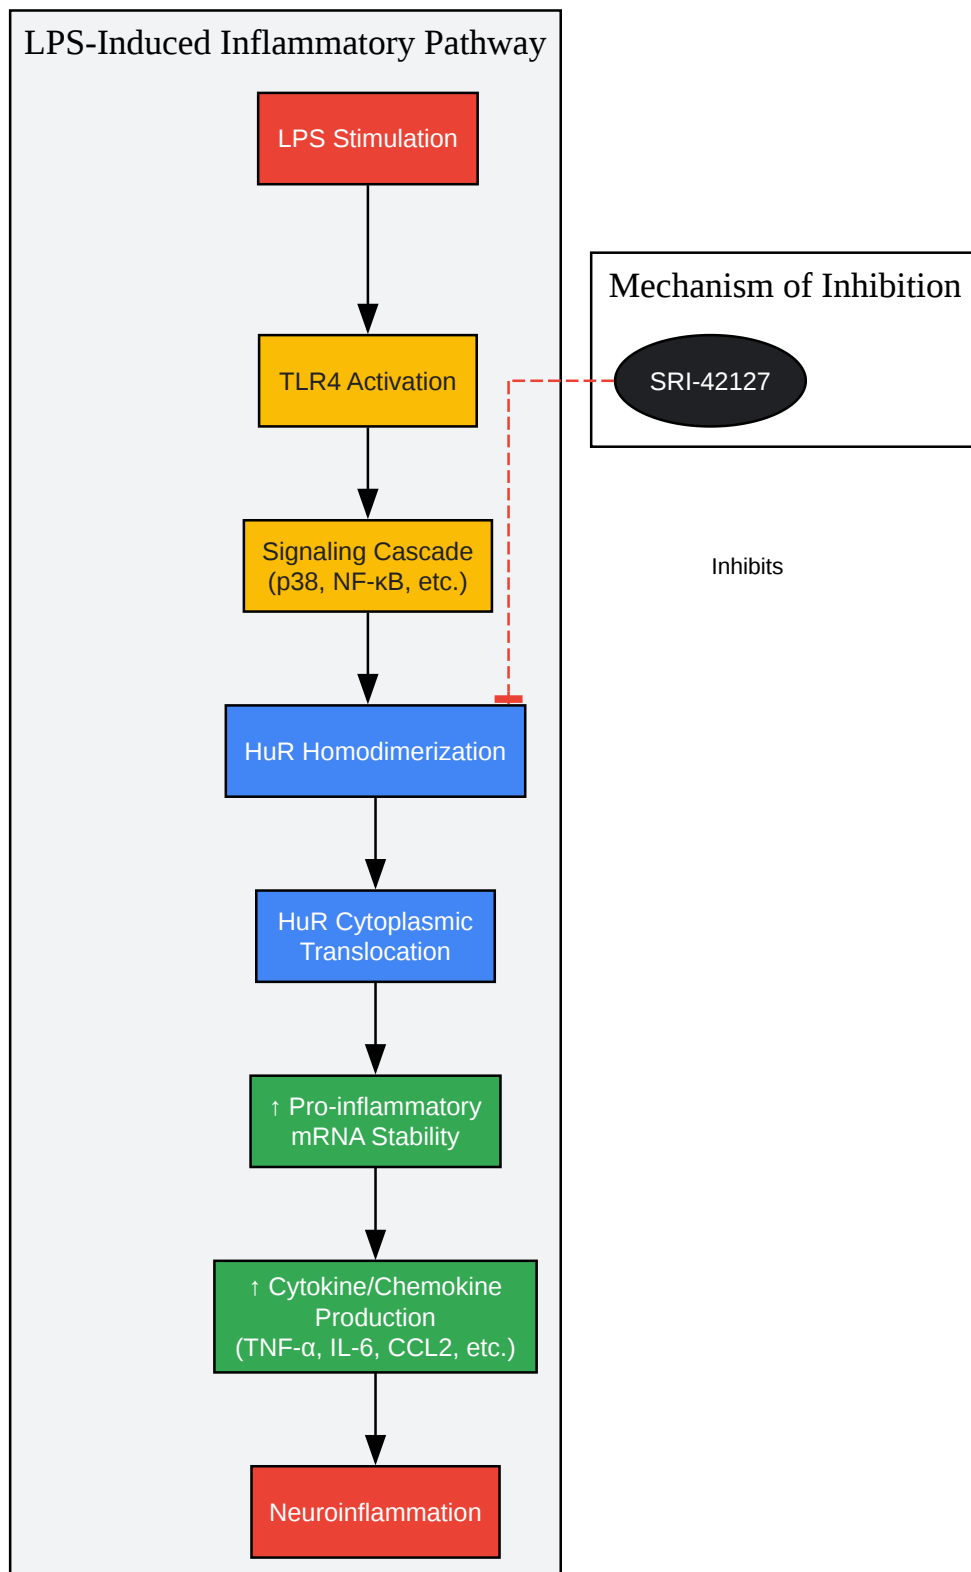 LPS-Induced Inflammatory Pathway
LPS Stimulation
Mechanism of Inhibition
TLR4 Activation
SRI-42127
Signaling Cascade
(p38, NF-κB, etc.)
Inhibits
HuR Homodimerization
HuR Cytoplasmic
Translocation
↑ Pro-inflammatory
mRNA Stability
↑ Cytokine/Chemokine
Production
(TNF-α, IL-6, CCL2, etc.)
Neuroinflammation